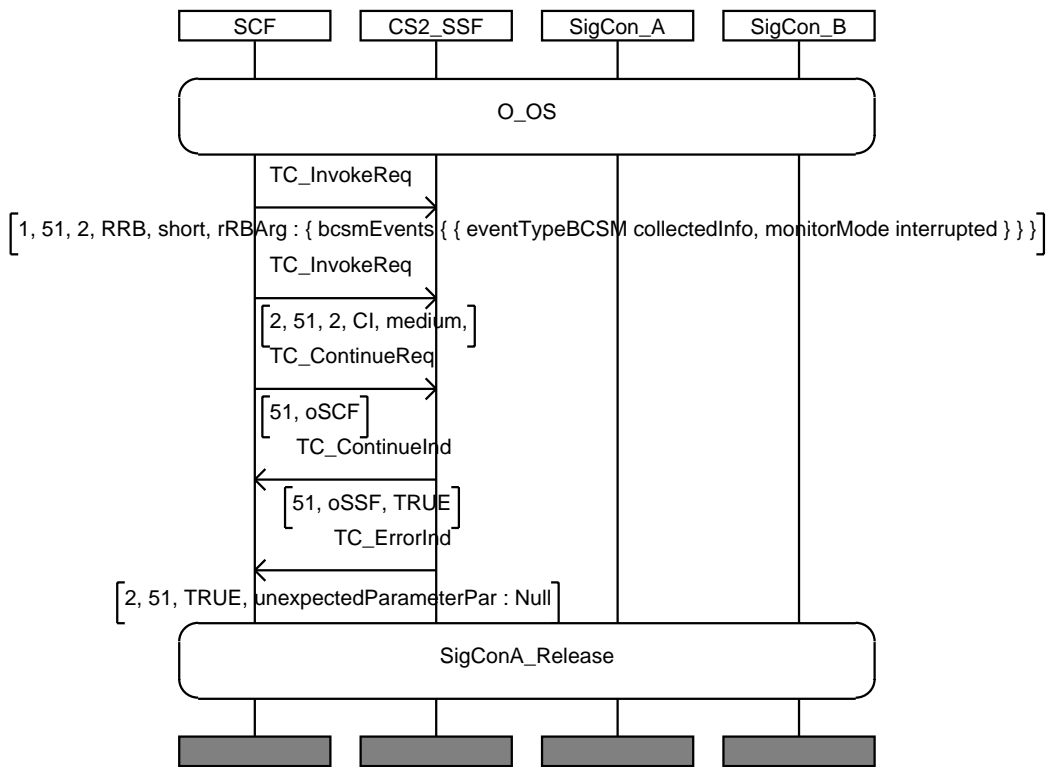 SCF CS2_SSF SigCon_A SigCon_B
O_OS
TC_InvokeReq
1, 51, 2, RRB, short, rRBArg : { bcsmEvents { { eventTypeBCSM collectedInfo, monitorMode interrupted } } }
TC_InvokeReq
2, 51, 2, CI, medium,
TC_ContinueReq
51, oSCF
TC_ContinueInd
51, oSSF, TRUE
TC_ErrorInd
2, 51, TRUE, unexpectedParameterPar : Null
SigConA_Release